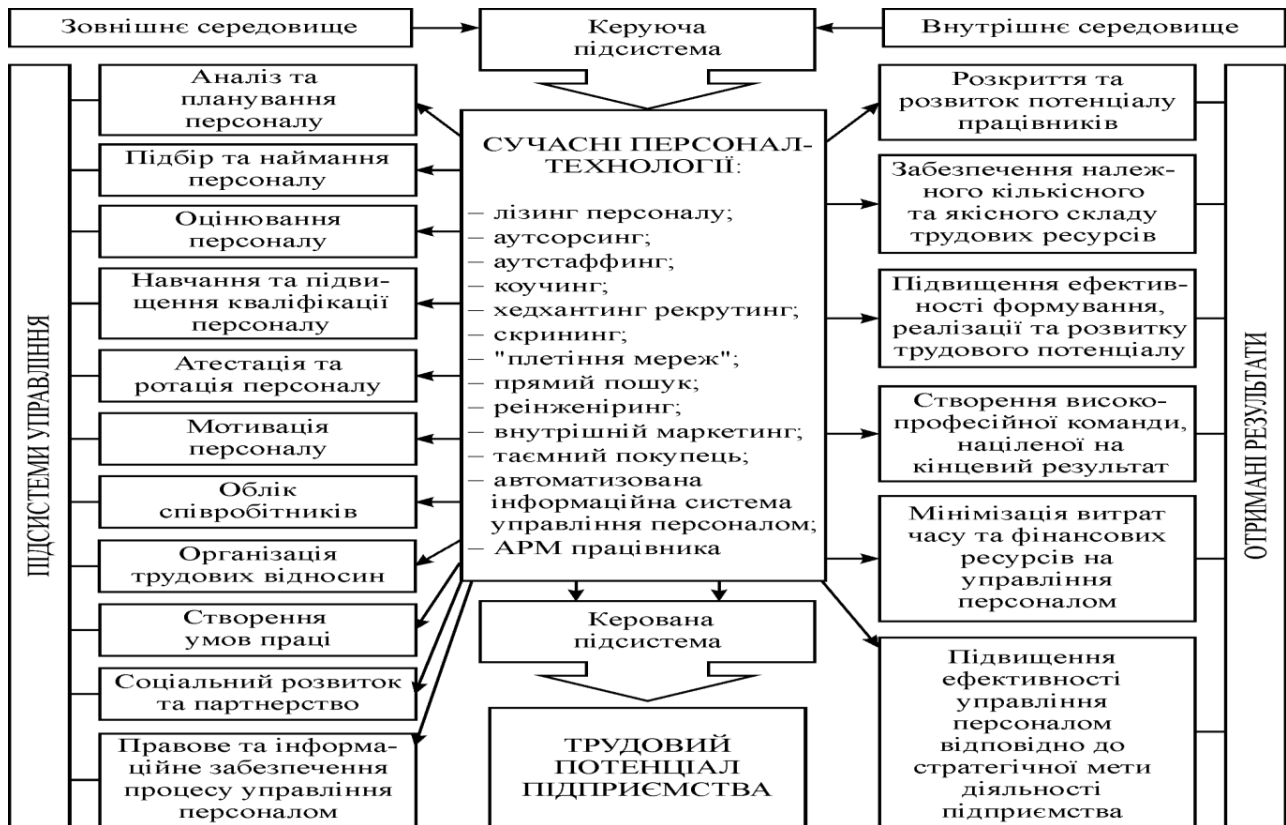 Зовнішнє середовище
Керуюча
підсистема
Внутрішнє середовище
ПІДСИСТЕМИ УПРАВЛІННЯ
Аналіз та
планування
персоналу
Підбір та наймання
персоналу
Оцінювання
персоналу
Навчання та підви-
щення кваліфікації
персоналу
Атестація та
ротація персоналу
Мотивація
персоналу
Облік
співробітників
Організація
трудових відносин
Створення
умов праці
Соціальний розвиток
та партнерство
Правове та інформа-
ційне забезпечення
процесу управління
персоналом
СУЧАСНІ ПЕРСОНАЛ-
ТЕХНОЛОГІЇ:
– лізинг персоналу;
– аутсорсинг;
– аутстаффинг;
– коучинг;
– хедхантинг рекрутинг;
– скрининг;
– "плетіння мереж";
– прямий пошук;
– реінженіринг;
– внутрішній маркетинг;
– таємний покупець;
– автоматизована
інформаційна система
управління персоналом;
– АРМ працівника
Керована
підсистема
ТРУДОВИЙ
ПОТЕНЦІАЛ
ПІДПРИЄМСТВА
Розкриття та
розвиток потенціалу
працівників
Забезпечення належ-
ного кількісного
та якісного складу
трудових ресурсів
Підвищення ефектив-
ності формування,
реалізації та розвитку
трудового потенціалу
Створення високо-
професійної команди,
націленої на
кінцевий результат
Мінімізація витрат
часу та фінансових
ресурсів на
управління
персоналом
Підвищення
ефективності
управління
персоналом
відповідно до
стратегічної мети
діяльності
підприємства
ОТРИМАНІ РЕЗУЛЬТАТИ